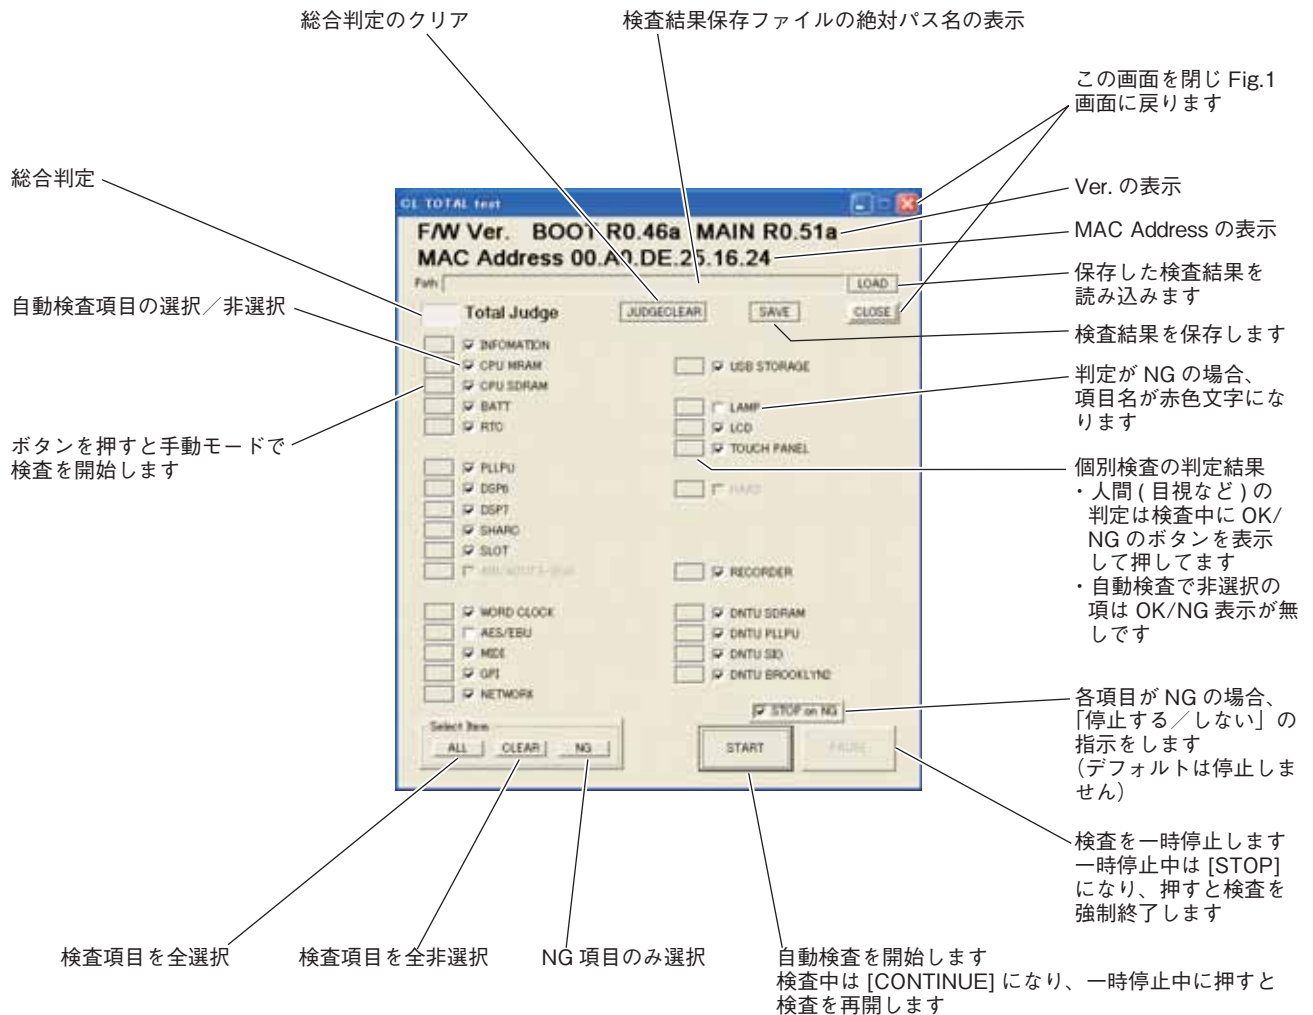 総合判定のクリア
検査結果保存ファイルの絶対パス名の表示
この画面を閉じ Fig.1
画面に戻ります
総合判定
Ver. の表示
MAC Address の表示
保存した検査結果を
読み込みます
自動検査項目の選択／非選択
検査結果を保存します
判定が NG の場合、
項目名が赤色文字にな
ります
ボタンを押すと手動モードで
検査を開始します
個別検査の判定結果
・人間 ( 目視など ) の
判定は検査中に OK/
NG のボタンを表示
して押してます
・自動検査で非選択の
項は OK/NG 表示が無
しです
各項目が NG の場合、
「停止する／しない」の
指示をします
（デフォルトは停止しま
せん）
検査を一時停止します
一時停止中は [STOP]
になり、押すと検査を
強制終了します
検査項目を全選択
検査項目を全非選択
NG 項目のみ選択
自動検査を開始します
検査中は [CONTINUE] になり、一時停止中に押すと
検査を再開します
CL TOTAL test
F/W Ver. BOOT R0.46a MAIN R0.51a
MAC Address 00.A0.DE.25.16.24
Path
LOAD
Total Judge
JUDGECLEAR
SAVE
CLOSE
INFOMATION
CPU MRAM
CPU SDRAM
BATT
RTC
PLLPU
DSP6
DSP7
SHARC
SLOT
WORD CLOCK
AES/EBU
MIDI
GPI
NETWORK
USB STORAGE
LAMP
LCD
TOUCH PANEL
HARD
RECORDER
DNTU SDRAM
DNTU PLLPU
DNTU SIO
DNTU BROOKLYN2
STOP on NG
Select Item
ALL
CLEAR
NG
START
PAUSE